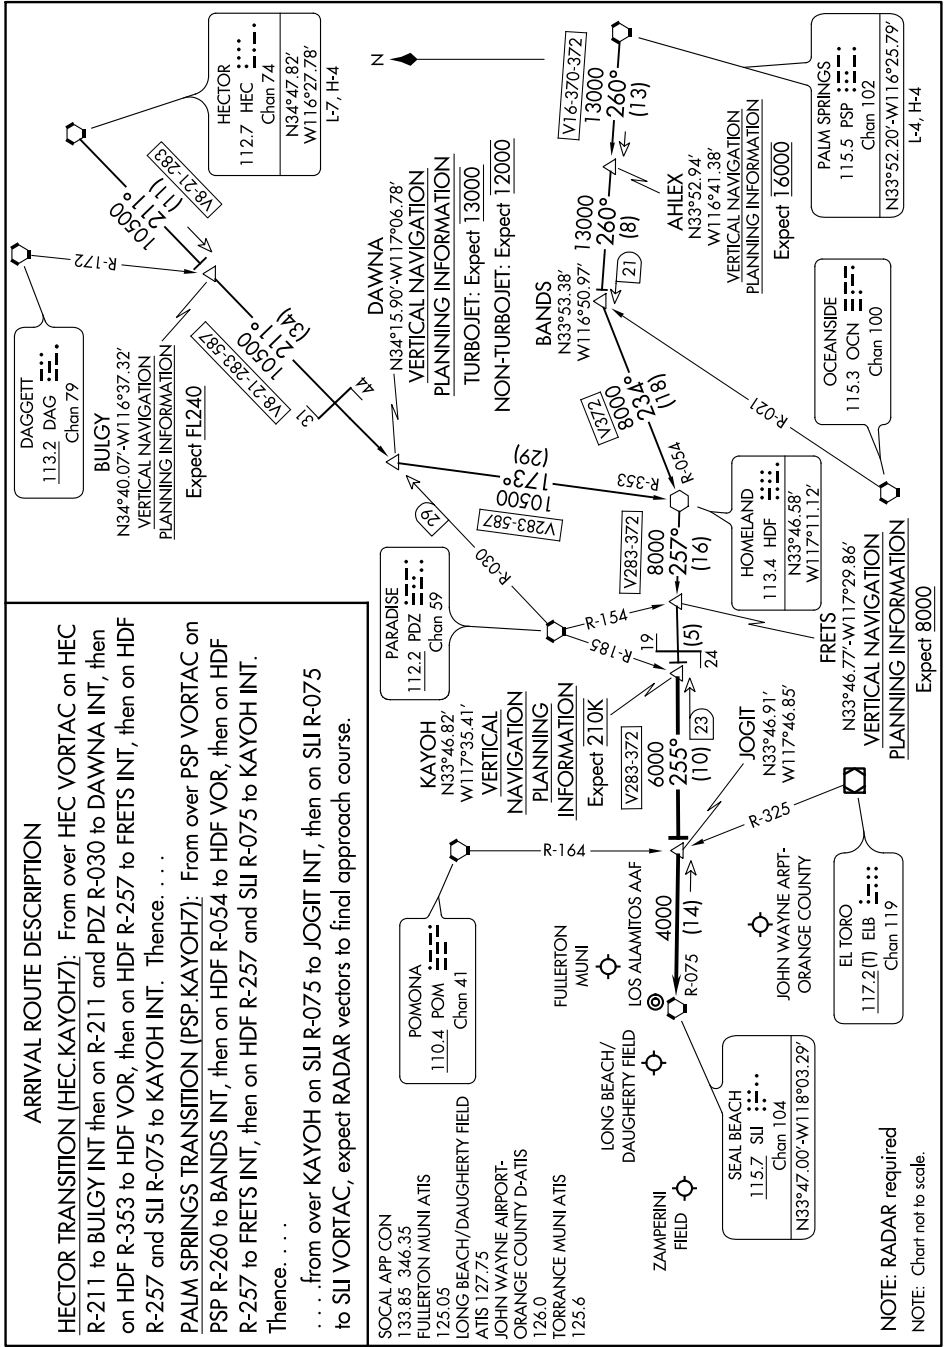 ARRIVAL ROUTE DESCRIPTION
HECTOR TRANSITION (HEC.KAYOH7): From over HEC VORTAC on HEC
R-211 to BULGY INT then on R-211 and PDZ R-030 to DAWNA INT, then
on HDF R-353 to HDF VOR, then on HDF R-257 to FRETS INT, then on HDF
R-257 and SLI R-075 to KAYOH INT. Thence. . . .
PALM SPRINGS TRANSITION (PSP.KAYOH7): From over PSP VORTAC on
PSP R-260 to BANDS INT, then on HDF R-054 to HDF VOR, then on HDF
R-257 to FRETS INT, then on HDF R-257 and SLI R-075 to KAYOH INT.
Thence. . . .
. . . .from over KAYOH on SLI R-075 to JOGIT INT, then on SLI R-075
to SLI VORTAC, expect RADAR vectors to final approach course.
DAGGETT
113.2 DAG
Chan 79
R-172
HECTOR
112.7 HEC
Chan 74
N34°47.82'
W116°27.78'
L-7, H-4
V8-21-283
10500
211°
(11)
BULGY
N34°40.07'-W116°37.32'
VERTICAL NAVIGATION
PLANNING INFORMATION
Expect FL240
V8-21-283-587
10500
211°
(34)
31
44
N
DAWNA
N34°15.90'-W117°06.78'
VERTICAL NAVIGATION
PLANNING INFORMATION
TURBOJET: Expect 13000
NON-TURBOJET: Expect 12000
V16-370-372
13000
260°
(13)
PALM SPRINGS
115.5 PSP
Chan 102
N33°52.20'-W116°25.79'
L-4, H-4
AHLEX
N33°52.94'
W116°41.38'
VERTICAL NAVIGATION
PLANNING INFORMATION
Expect 16000
13000
260°
(8)
21
BANDS
N33°53.38'
W116°50.97'
V372
8000
234°
(18)
R-054
R-021
OCEANSIDE
115.3 OCN
Chan 100
R-353
173°
10500
(29)
V283-587
29
R-030
PARADISE
112.2 PDZ
Chan 59
R-154
R-185
V283-372
8000
257°
(16)
HOMELAND
113.4 HDF
N33°46.58'
W117°11.12'
FRETS
N33°46.77'-W117°29.86'
VERTICAL NAVIGATION
PLANNING INFORMATION
Expect 8000
19
(5)
24
KAYOH
N33°46.82'
W117°35.41'
VERTICAL
NAVIGATION
PLANNING
INFORMATION
Expect 210K
V283-372
6000
255°
(10)
23
JOGIT
N33°46.91'
W117°46.85'
POMONA
110.4 POM
Chan 41
R-164
R-325
EL TORO
117.2(T) ELB
Chan 119
4000
(14)
R-075
FULLERTON
MUNI
LOS ALAMITOS AAF
JOHN WAYNE ARPT-
ORANGE COUNTY
LONG BEACH/
DAUGHERTY FIELD
SEAL BEACH
115.7 SLI
Chan 104
N33°47.00'-W118°03.29'
ZAMPERINI
FIELD
SOCAL APP CON
133.85 346.35
FULLERTON MUNI ATIS
125.05
LONG BEACH/DAUGHERTY FIELD
ATIS 127.75
JOHN WAYNE AIRPORT-
ORANGE COUNTY D-ATIS
126.0
TORRANCE MUNI ATIS
125.6
NOTE: RADAR required
NOTE: Chart not to scale.